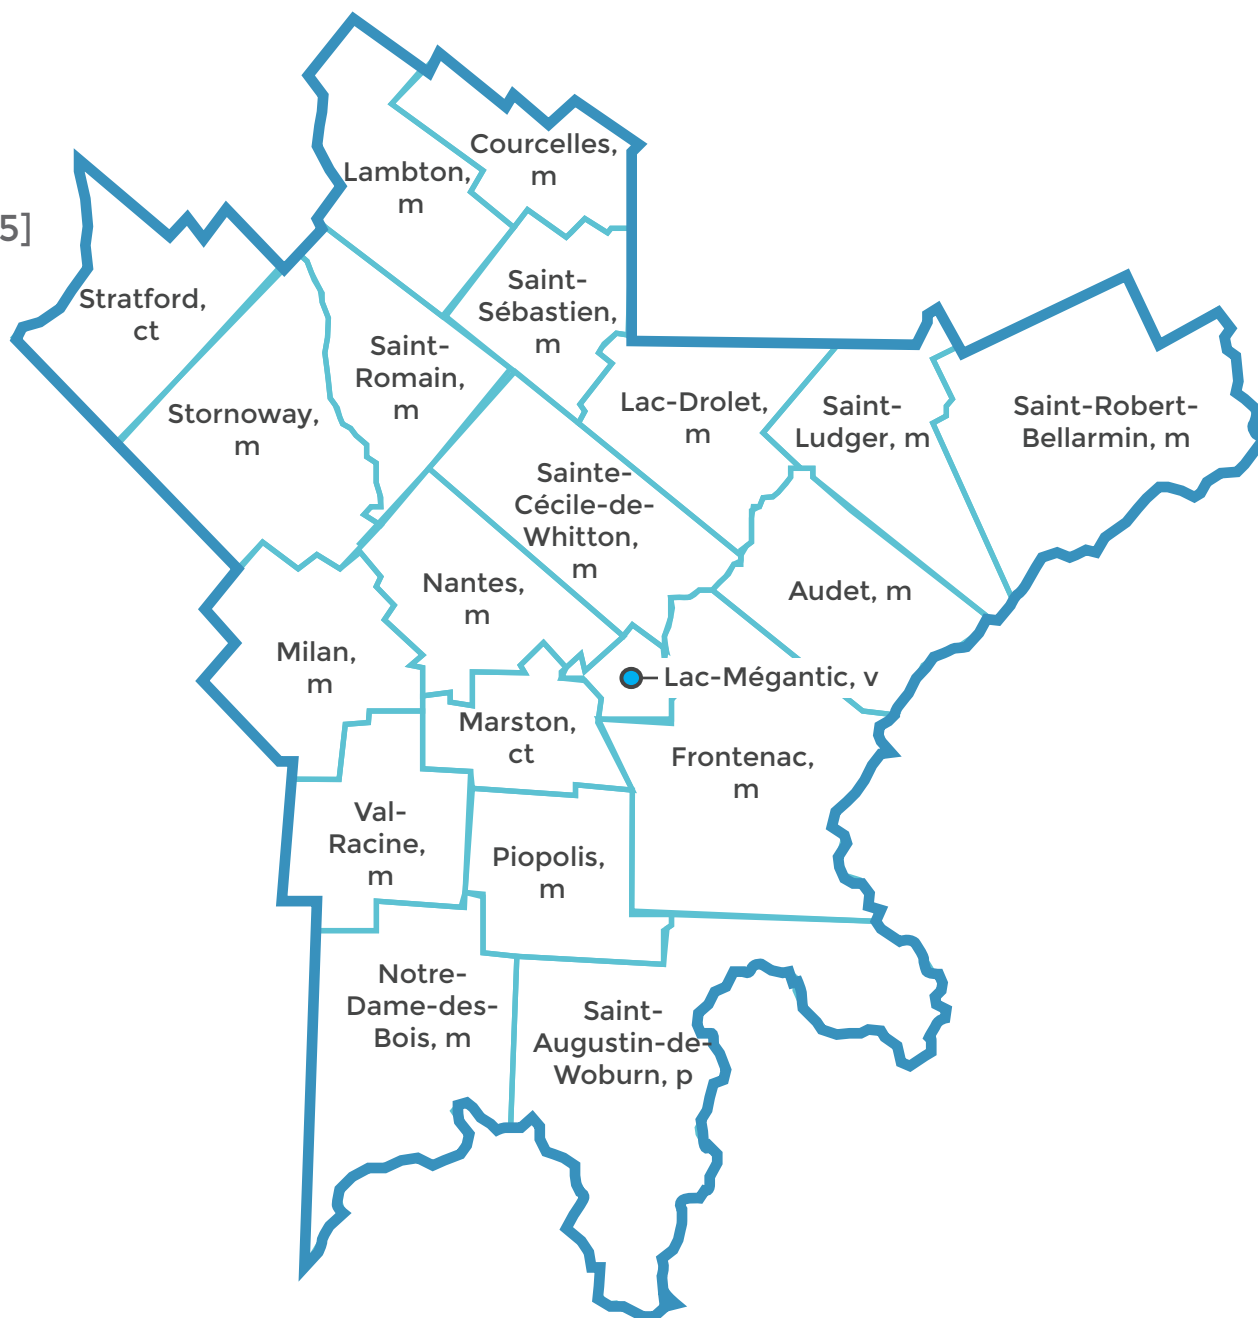 Courcelles,
m
Lambton,
m
5]
Stratford,
ct
Saint-
Sébastien,
m
Saint-
Romain,
m
Stornoway,
m
Lac-Drolet,
m
Saint-
Ludger, m
Saint-Robert-
Bellarmin, m
Sainte-
Cécile-de-
Whitton,
m
Nantes,
m
Audet, m
Milan,
m
Lac-Mégantic, v
Marston,
ct
Frontenac,
m
Val-
Racine,
m
Piopolis,
m
Notre-
Dame-des-
Bois, m
Saint-
Augustin-de-
Woburn, p